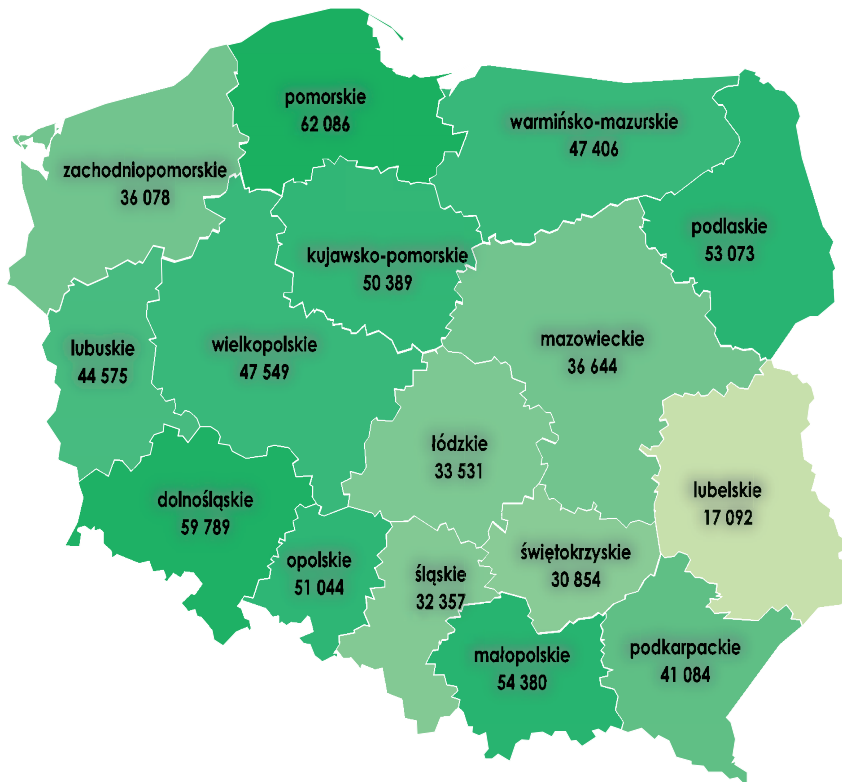 pomorskie
62 086
warmińsko-mazurskie
47 406
zachodniopomorskie
36 078
podlaskie
53 073
kujawsko-pomorskie
50 389
lubuskie
44 575
wielkopolskie
47 549
mazowieckie
36 644
łódzkie
33 531
lubelskie
17 092
dolnośląskie
59 789
opolskie
51 044
śląskie
32 357
świętokrzyskie
30 854
małopolskie
54 380
podkarpackie
41 084